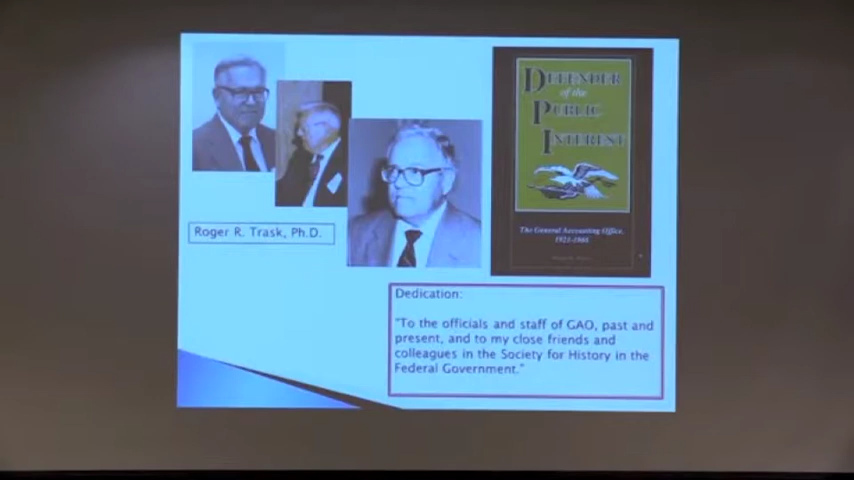 Roger R. Trask, Ph.D.
DEFENDER
of the
PUBLIC
INTEREST
The General Accounting Office,
Dedication:
"To the officials and staff of GAO, past and
present, and to my close friends and
colleagues in the Society for History in the
Federal Government."